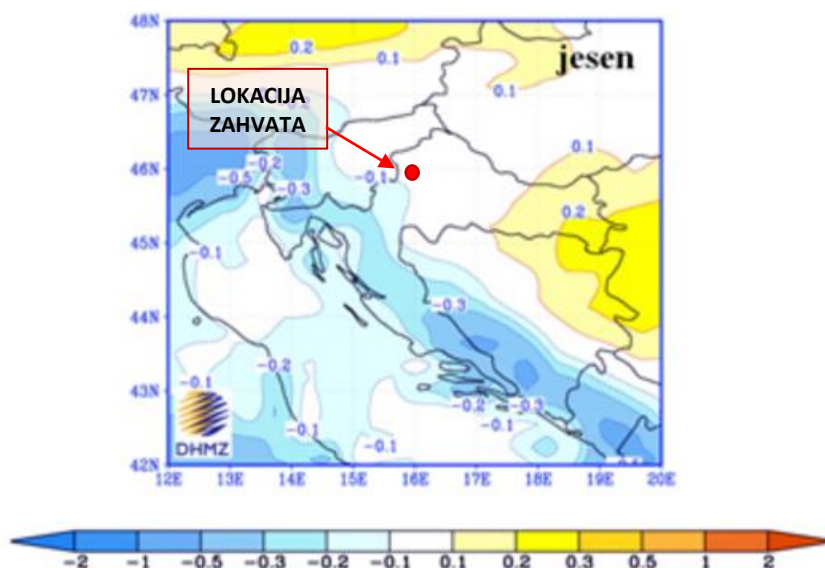 48N
0.2
0.1
jesen
47N
LOKACIJA
ZAHVATA
0.1
0.1
46N
-0.2
-0.1
-0.5
-0.3
0.2
45N
-0.1
-0.3
44N
-0.2
43N
-0.1
-0.2
-0.3
-0.1
-0.1
-0.1
DHMZ
42N
12E
13E
14E
15E
16E
17E
18E
19E
20E
-2
-1
-0.5
-0.3
-0.2
-0.1
0.1
0.2
0.3
0.5
1
2